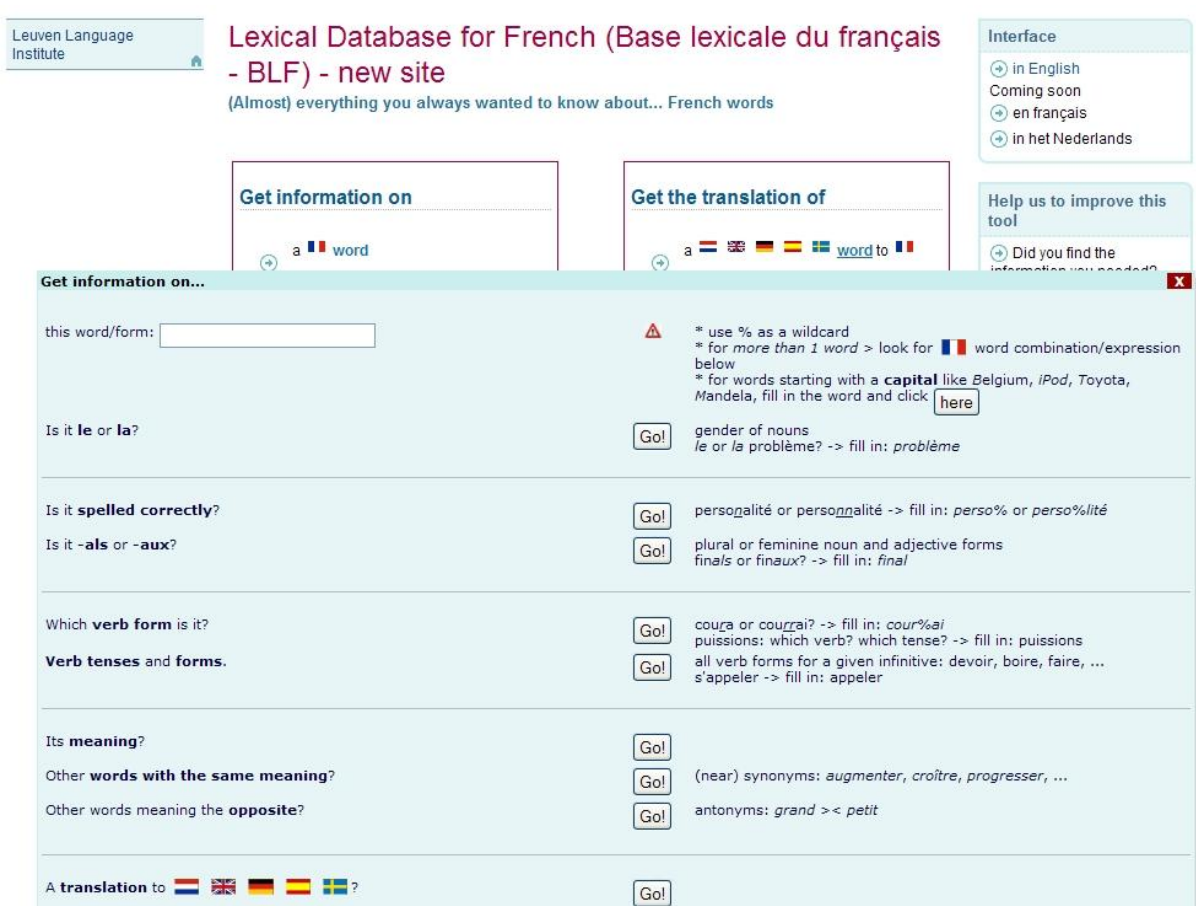 Leuven Language
Institute
Lexical Database for French (Base lexicale du français
- BLF) - new site
(Almost) everything you always wanted to know about... French words
Interface
in English
Coming soon
en français
in het Nederlands
Get information on
a word
Get the translation of
a word to
Help us to improve this
tool
Did you find the
information you needed?
Get information on...
X
this word/form:
* use % as a wildcard
* for more than 1 word > look for word combination/expression
below
* for words starting with a capital like Belgium, iPod, Toyota,
Mandela, fill in the word and click here
Is it le or la?
Go!
gender of nouns
le or la problème? -> fill in: problème
Is it spelled correctly?
Go!
personalité or personnalité -> fill in: perso% or perso%lité
Is it -als or -aux?
Go!
plural or feminine noun and adjective forms
finals or finaux? -> fill in: final
Which verb form is it?
Go!
coura or courrai? -> fill in: cour%ai
puissions: which verb? which tense? -> fill in: puissions
Verb tenses and forms.
Go!
all verb forms for a given infinitive: devoir, boire, faire, ...
s'appeler -> fill in: appeler
Its meaning?
Go!
Other words with the same meaning?
Go!
(near) synonyms: augmenter, croître, progresser, ...
Other words meaning the opposite?
Go!
antonyms: grand >< petit
A translation to ?
Go!